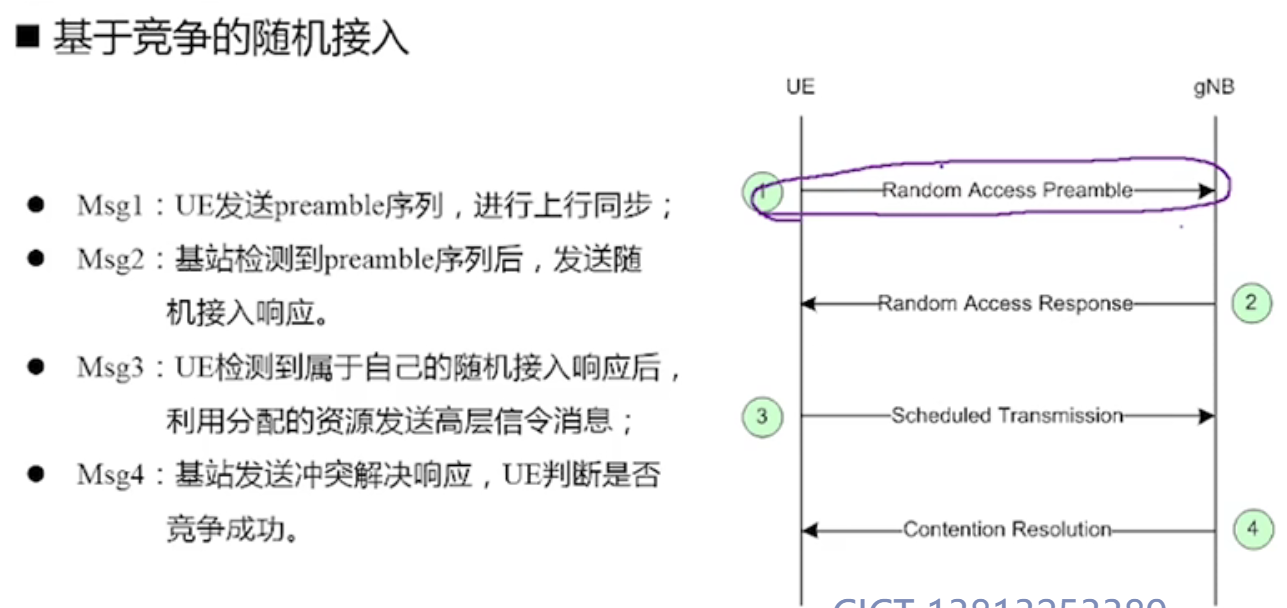 ■ 基于竞争的随机接入
● Msg1：UE发送preamble序列，进行上行同步；
● Msg2：基站检测到preamble序列后，发送随
机接入响应。
● Msg3：UE检测到属于自己的随机接入响应后，
利用分配的资源发送高层信令消息；
● Msg4：基站发送冲突解决响应，UE判断是否
竞争成功。
UE
gNB
1
Random Access Preamble
Random Access Response
2
3
Scheduled Transmission
Contention Resolution
4